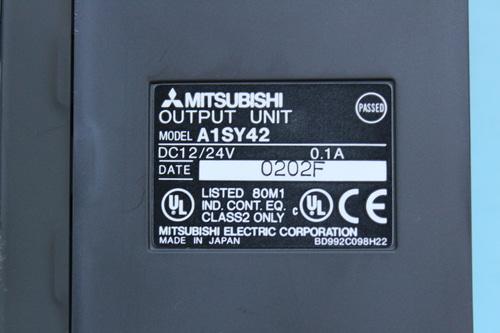 MITSUBISHI
PASSED
OUTPUT UNIT
MODEL A1SY42
DC12/24V 0.1A
DATE 0202F
UL LISTED 80M1 c UL CE
IND. CONT. EQ.
CLASS2 ONLY
MITSUBISHI ELECTRIC CORPORATION
MADE IN JAPAN BD992C098H22